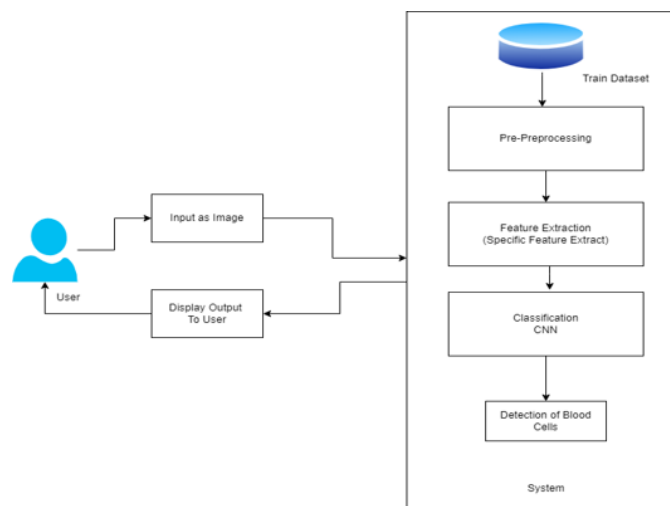 Train Dataset
Pre-Preprocessing
Input as Image
Feature Extraction
(Specific Feature Extract)
User
Display Output
To User
Classification
CNN
Detection of Blood
Cells
System